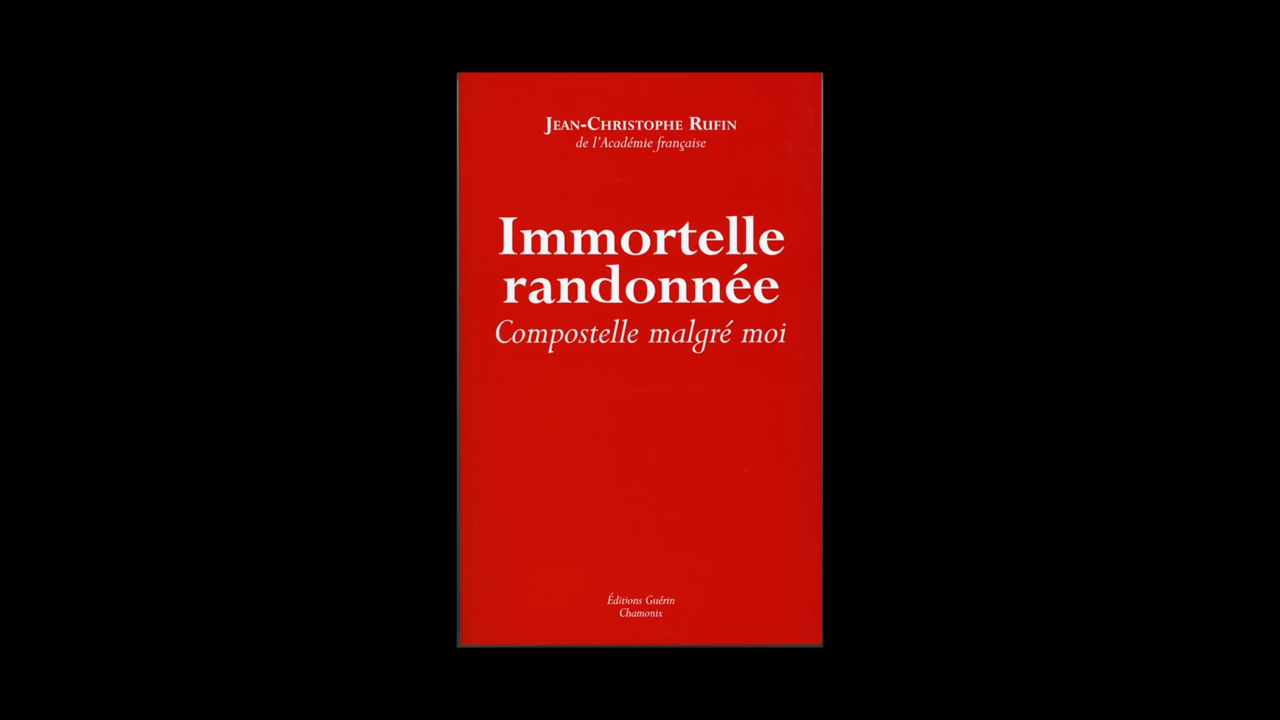 Jean-Christophe Rufin
de l'Académie française
Immortelle
randonnée
Compostelle malgré moi
Éditions Guérin
Chamonix